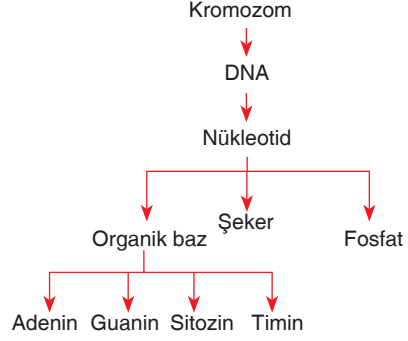 Kromozom
DNA
Nükleotid
Organik baz
Şeker
Fosfat
Adenin Guanin Sitozin Timin